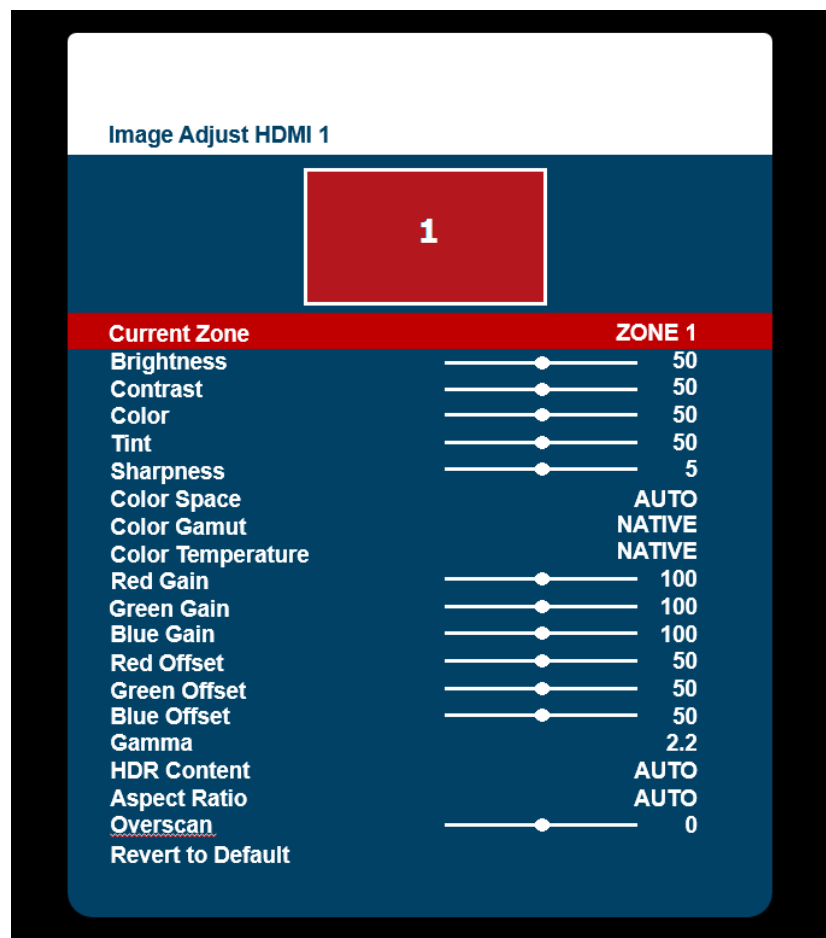 Image Adjust HDMI 1
1
Current Zone ZONE 1
Brightness 50
Contrast 50
Color 50
Tint 50
Sharpness 5
Color Space AUTO
Color Gamut NATIVE
Color Temperature NATIVE
Red Gain 100
Green Gain 100
Blue Gain 100
Red Offset 50
Green Offset 50
Blue Offset 50
Gamma 2.2
HDR Content AUTO
Aspect Ratio AUTO
Overscan 0
Revert to Default